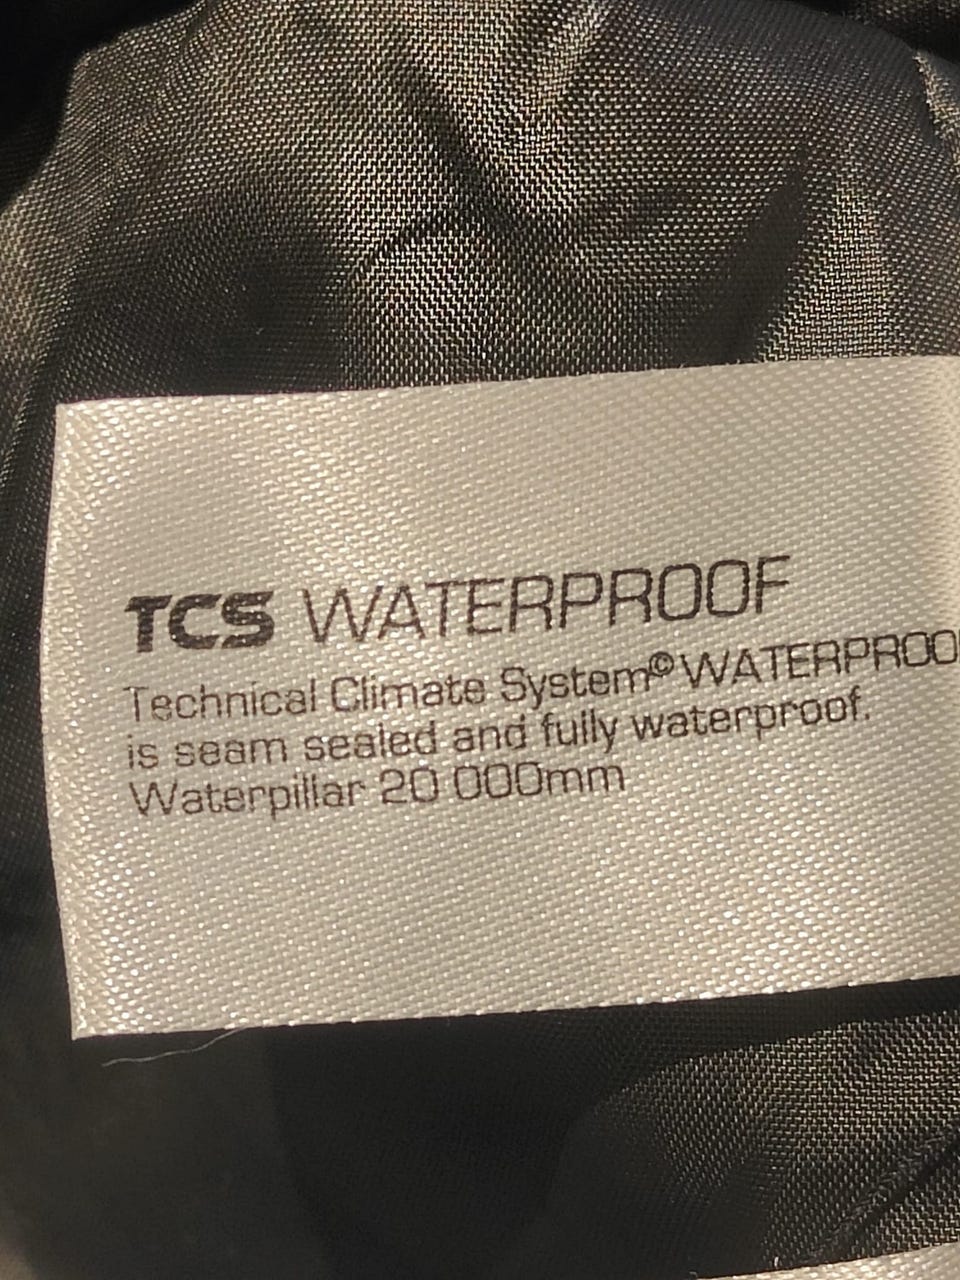 TCS WATERPROOF
Technical Climate System© WATERPROO
is seam sealed and fully waterproof.
Waterpillar 20 000mm